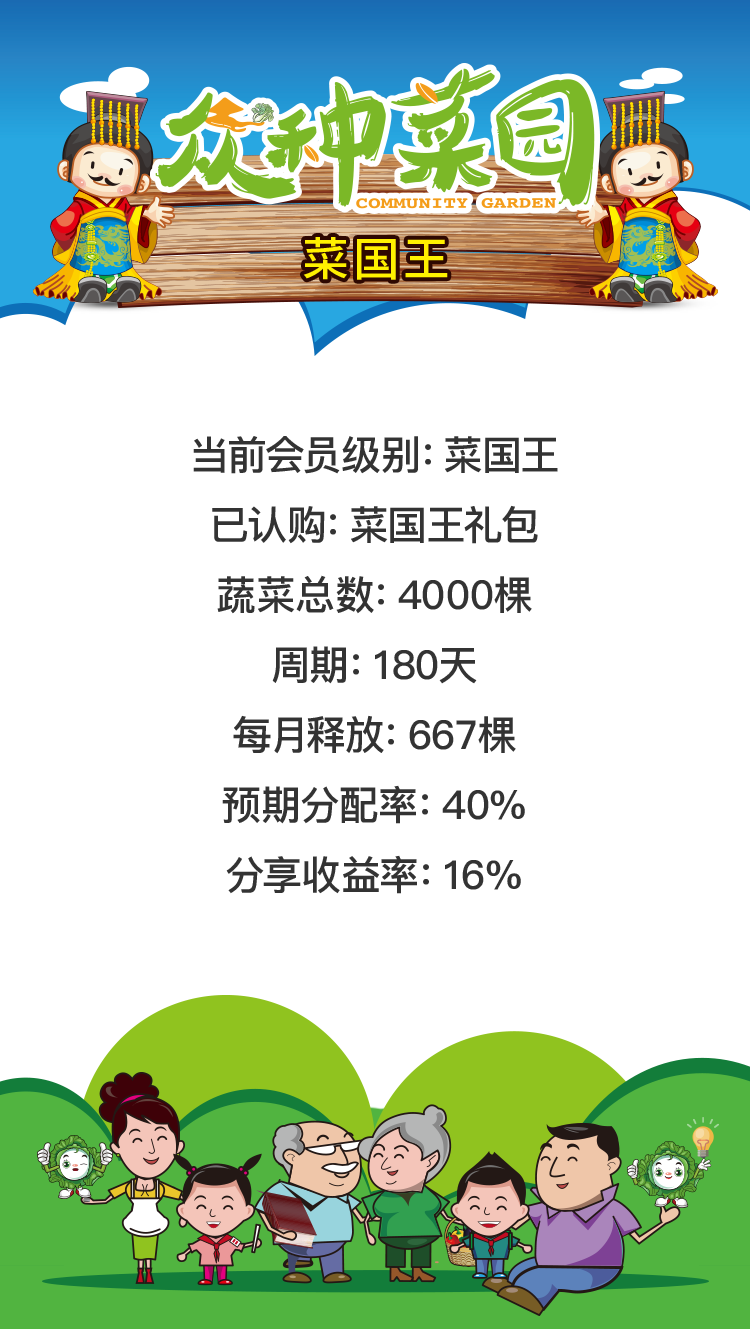 众种菜园
COMMUNITY GARDEN
菜国王
当前会员级别：菜国王
已认购：菜国王礼包
蔬菜总数：4000棵
周期：180天
每月释放：667棵
预期分配率：40%
分享收益率：16%